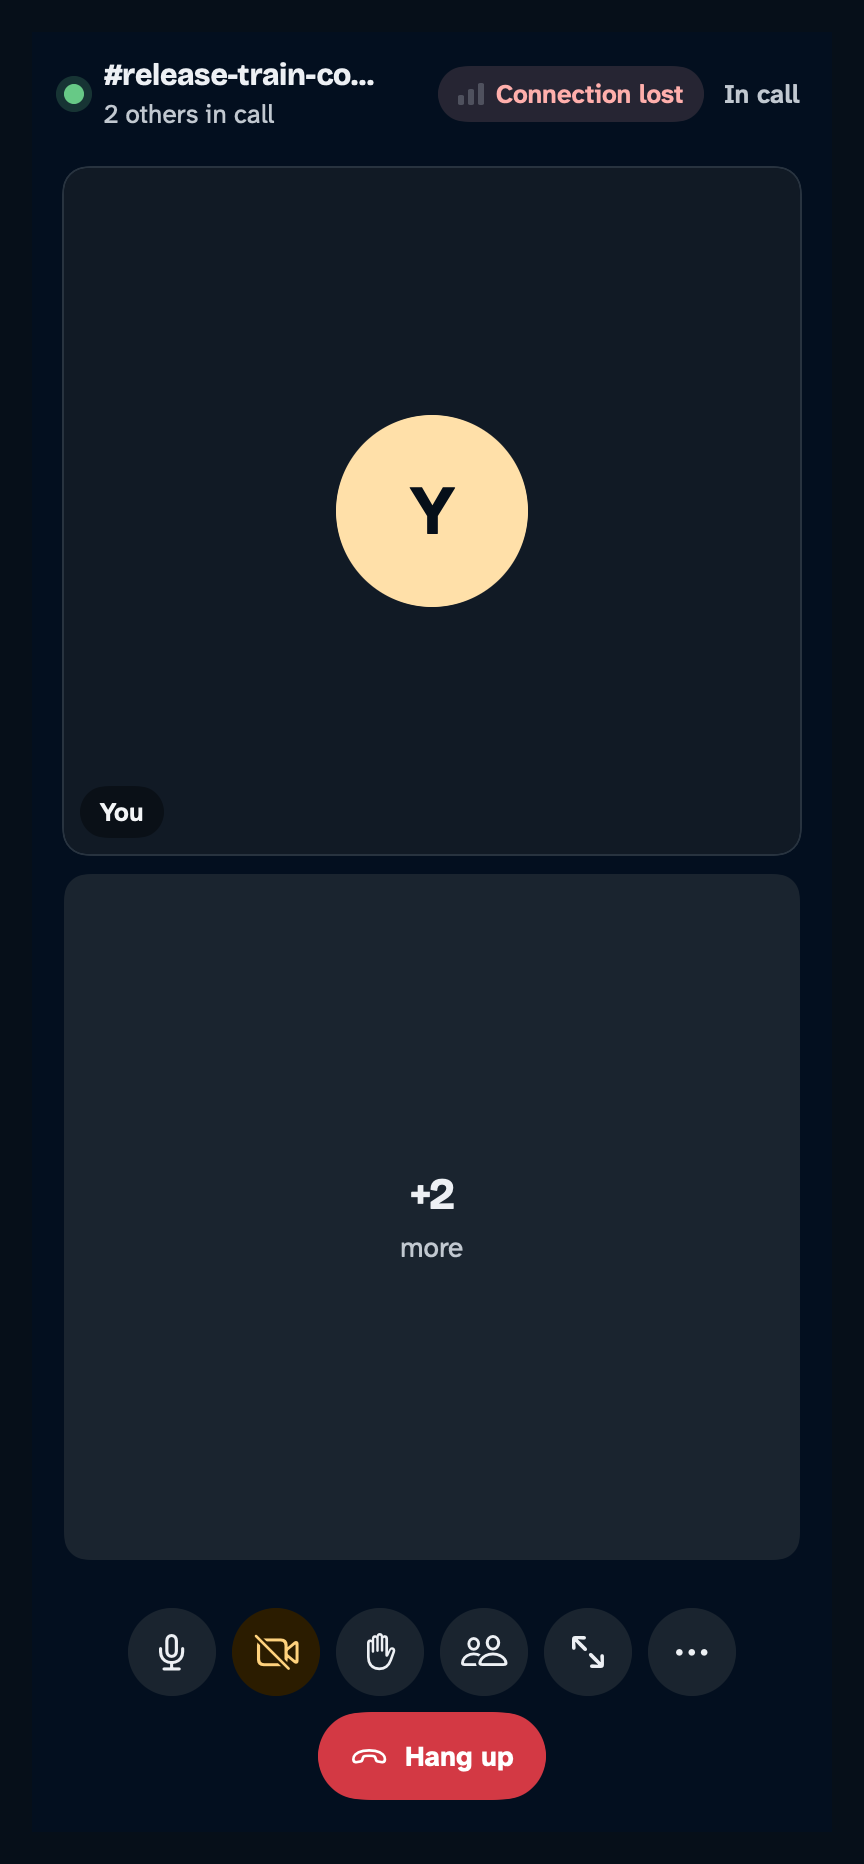 #release-train-co...
2 others in call
Connection lost
In call
Y
You
+2
more
Hang up